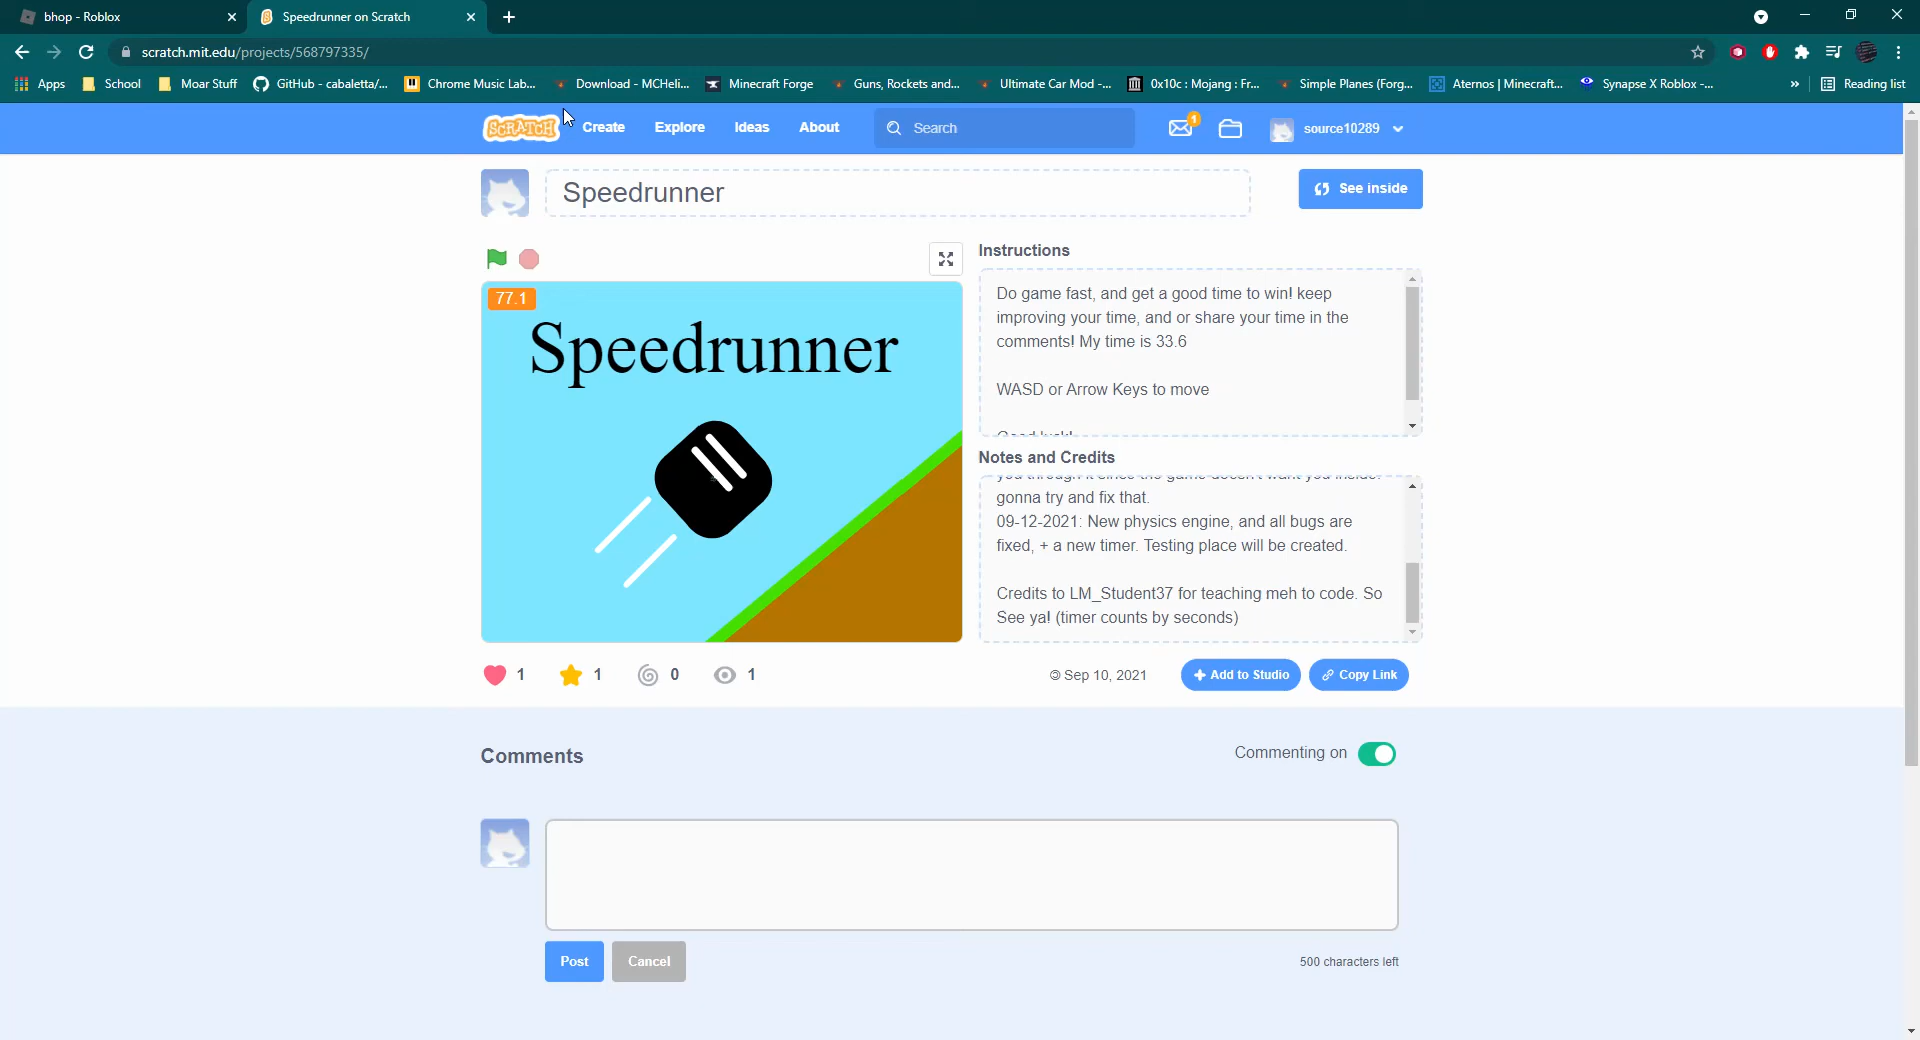 bhop - Roblox
Speedrunner on Scratch
scratch.mit.edu/projects/568797335/
Apps
School
Moar Stuff
GitHub - cabaletta/...
Chrome Music Lab...
Download - MCHeli...
Minecraft Forge
Guns, Rockets and...
Ultimate Car Mod -...
0x10c : Mojang : Fr...
Simple Planes (Forg...
Aternos | Minecraft...
Synapse X Roblox -...
»
Reading list
SCRATCH
Create
Explore
Ideas
About
Search
1
source10289
Speedrunner
See inside
77.1
Speedrunner
Instructions
Do game fast, and get a good time to win! keep
improving your time, and or share your time in the
comments! My time is 33.6
WASD or Arrow Keys to move
Notes and Credits
gonna try and fix that.
09-12-2021: New physics engine, and all bugs are
fixed, + a new timer. Testing place will be created.
Credits to LM_Student37 for teaching meh to code. So
See ya! (timer counts by seconds)
1
1
0
1
© Sep 10, 2021
+ Add to Studio
Copy Link
Comments
Commenting on
Post
Cancel
500 characters left